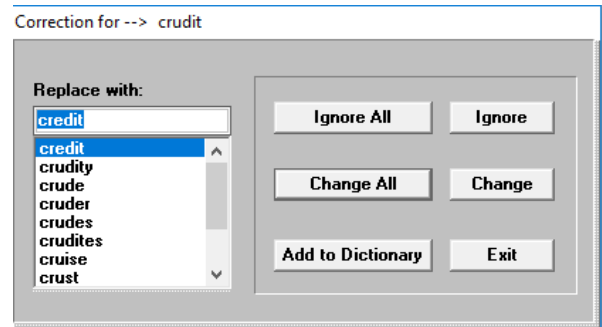 Correction for --> crudit
Replace with:
credit
credit
crudity
crude
cruder
crudes
crudites
cruise
crust
Ignore All
Ignore
Change All
Change
Add to Dictionary
Exit